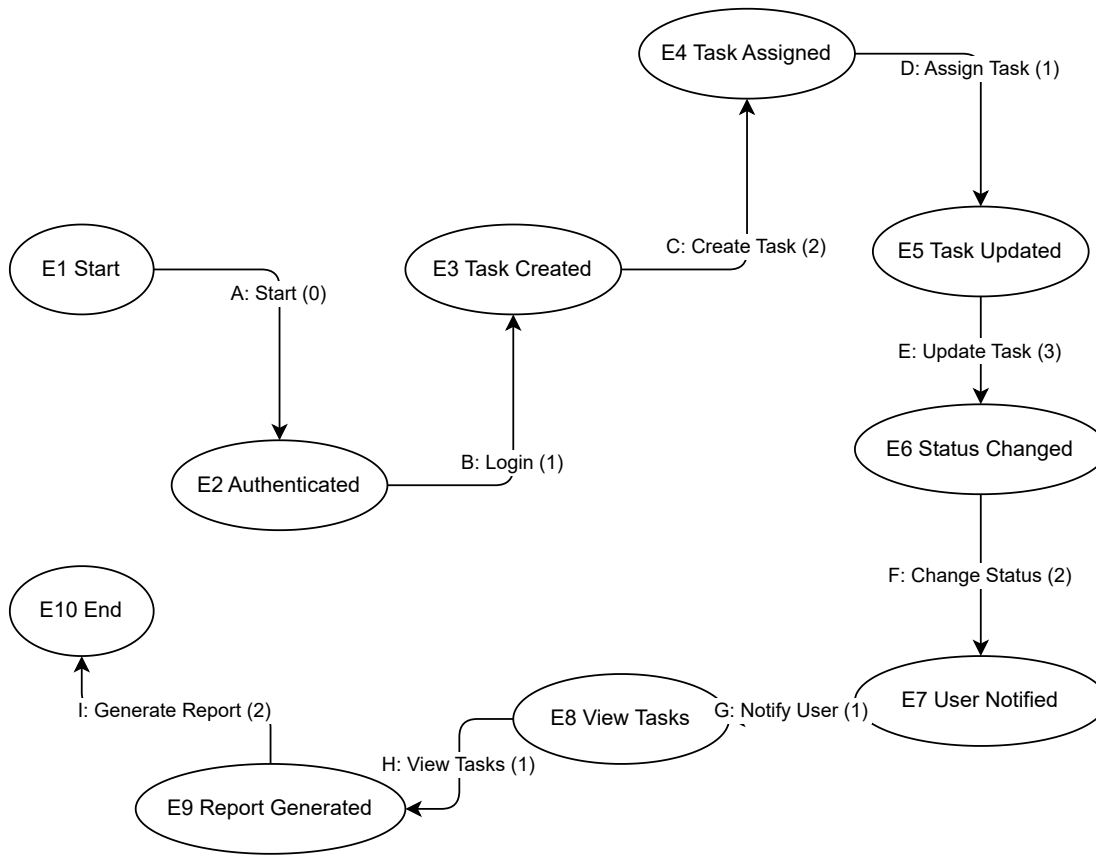 E4 Task Assigned
D: Assign Task (1)
C: Create Task (2)
E5 Task Updated
E1 Start
E3 Task Created
A: Start (0)
E: Update Task (3)
E6 Status Changed
B: Login (1)
E2 Authenticated
F: Change Status (2)
E10 End
E7 User Notified
I: Generate Report (2)
G: Notify User (1)
E8 View Tasks
H: View Tasks (1)
E9 Report Generated